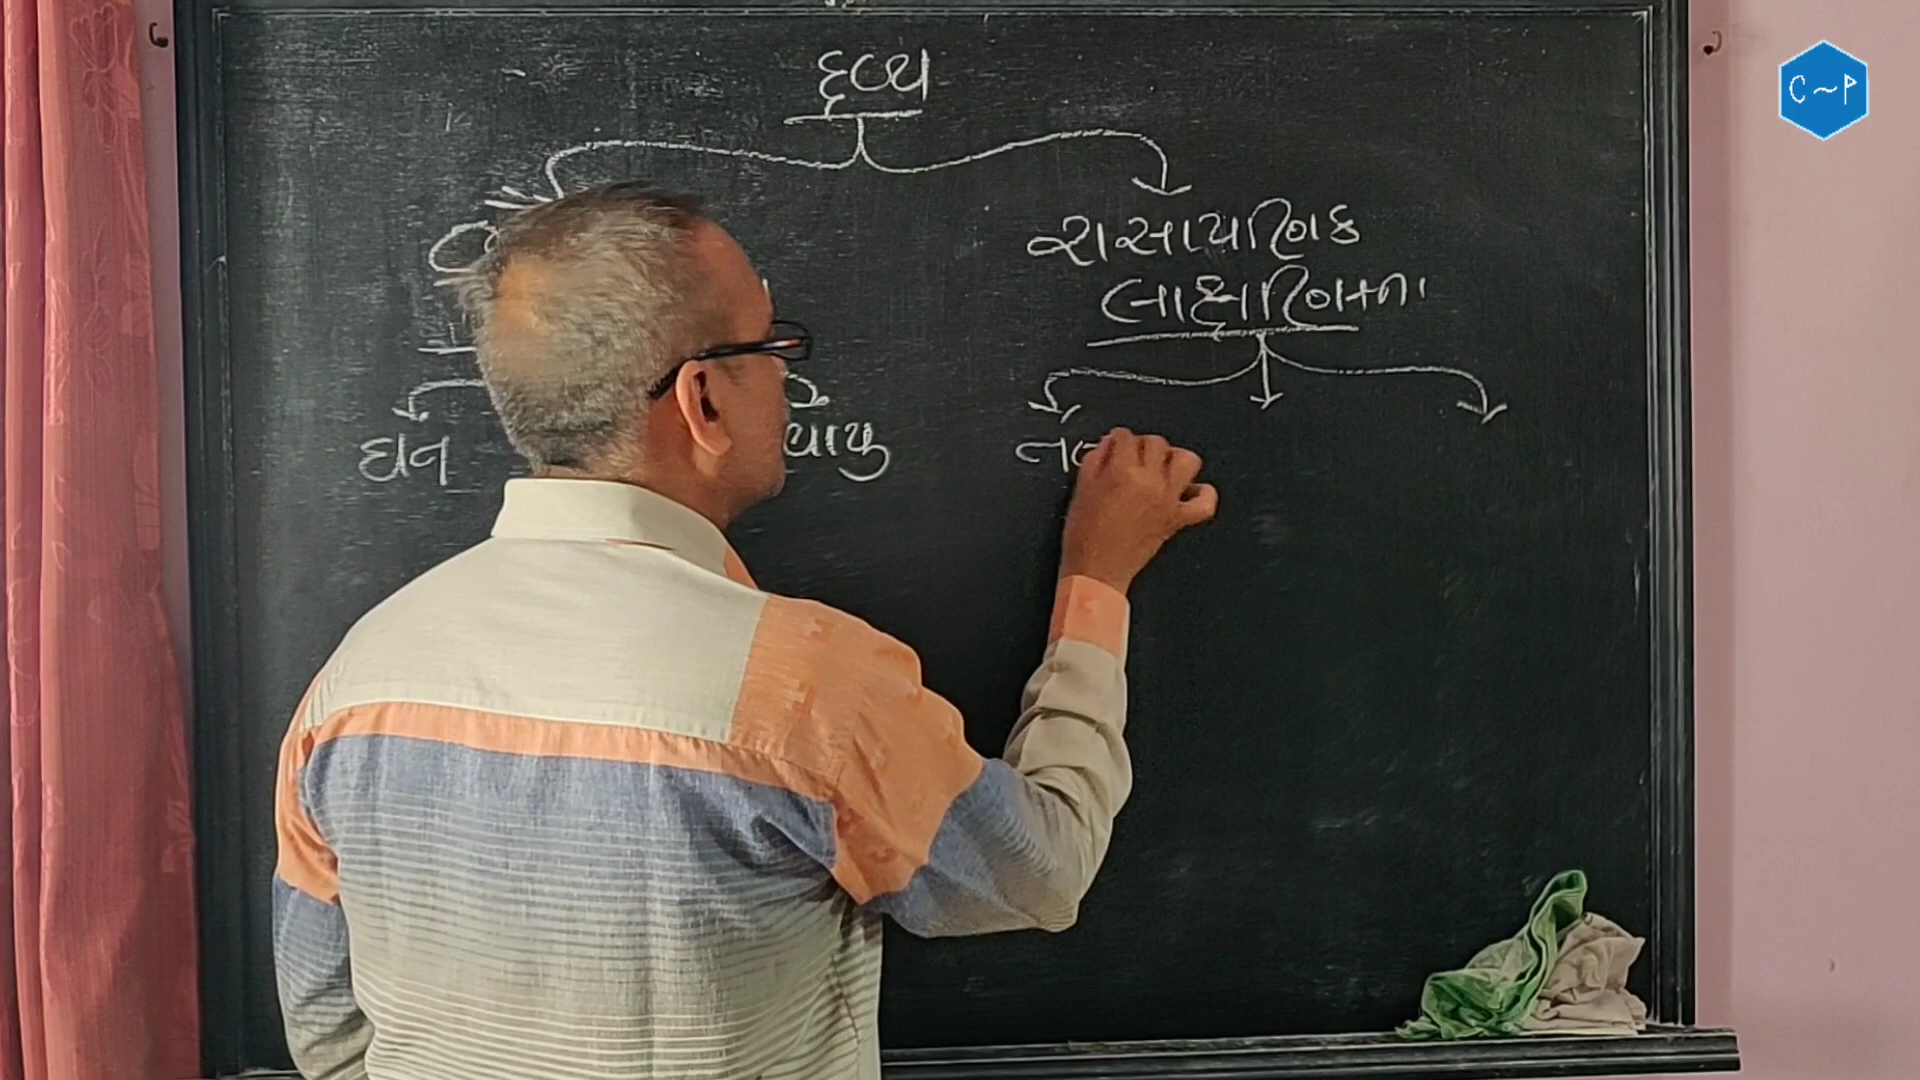 દ્રવ્ય
રાસાયણિક
લાક્ષણિકતા
ઘન
વાયુ
C~P